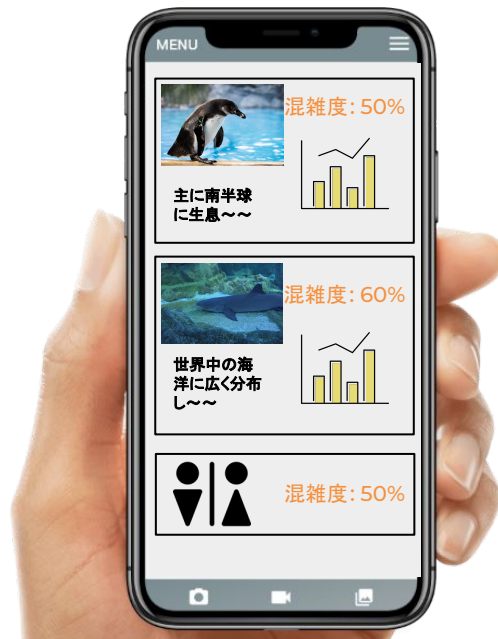 MENU
混雑度：50%
主に南半球
に生息～～
混雑度：60%
世界中の海
洋に広く分布
し～～
混雑度：50%